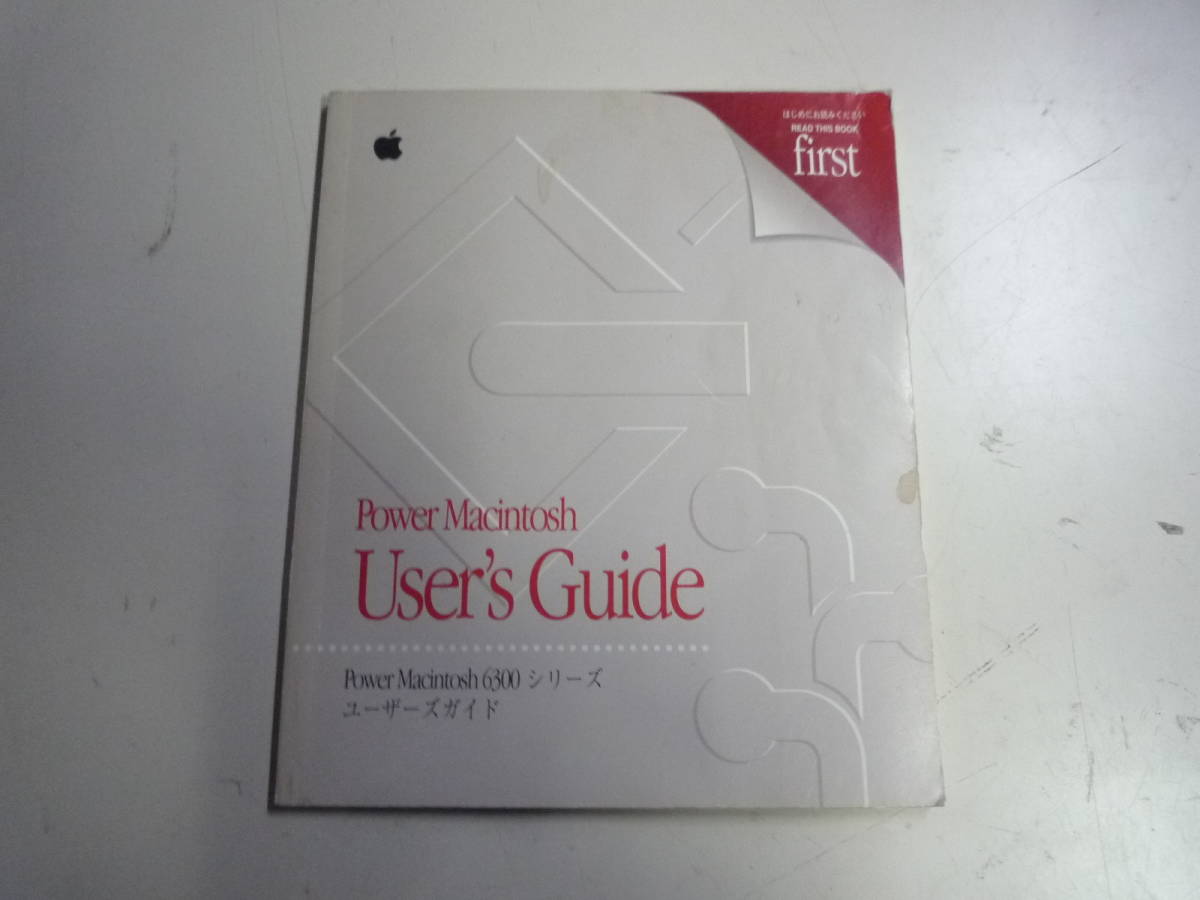 はじめにお読みください
READ THIS BOOK
first
Power Macintosh
User's Guide
Power Macintosh 6300 シリーズ
ユーザーズガイド